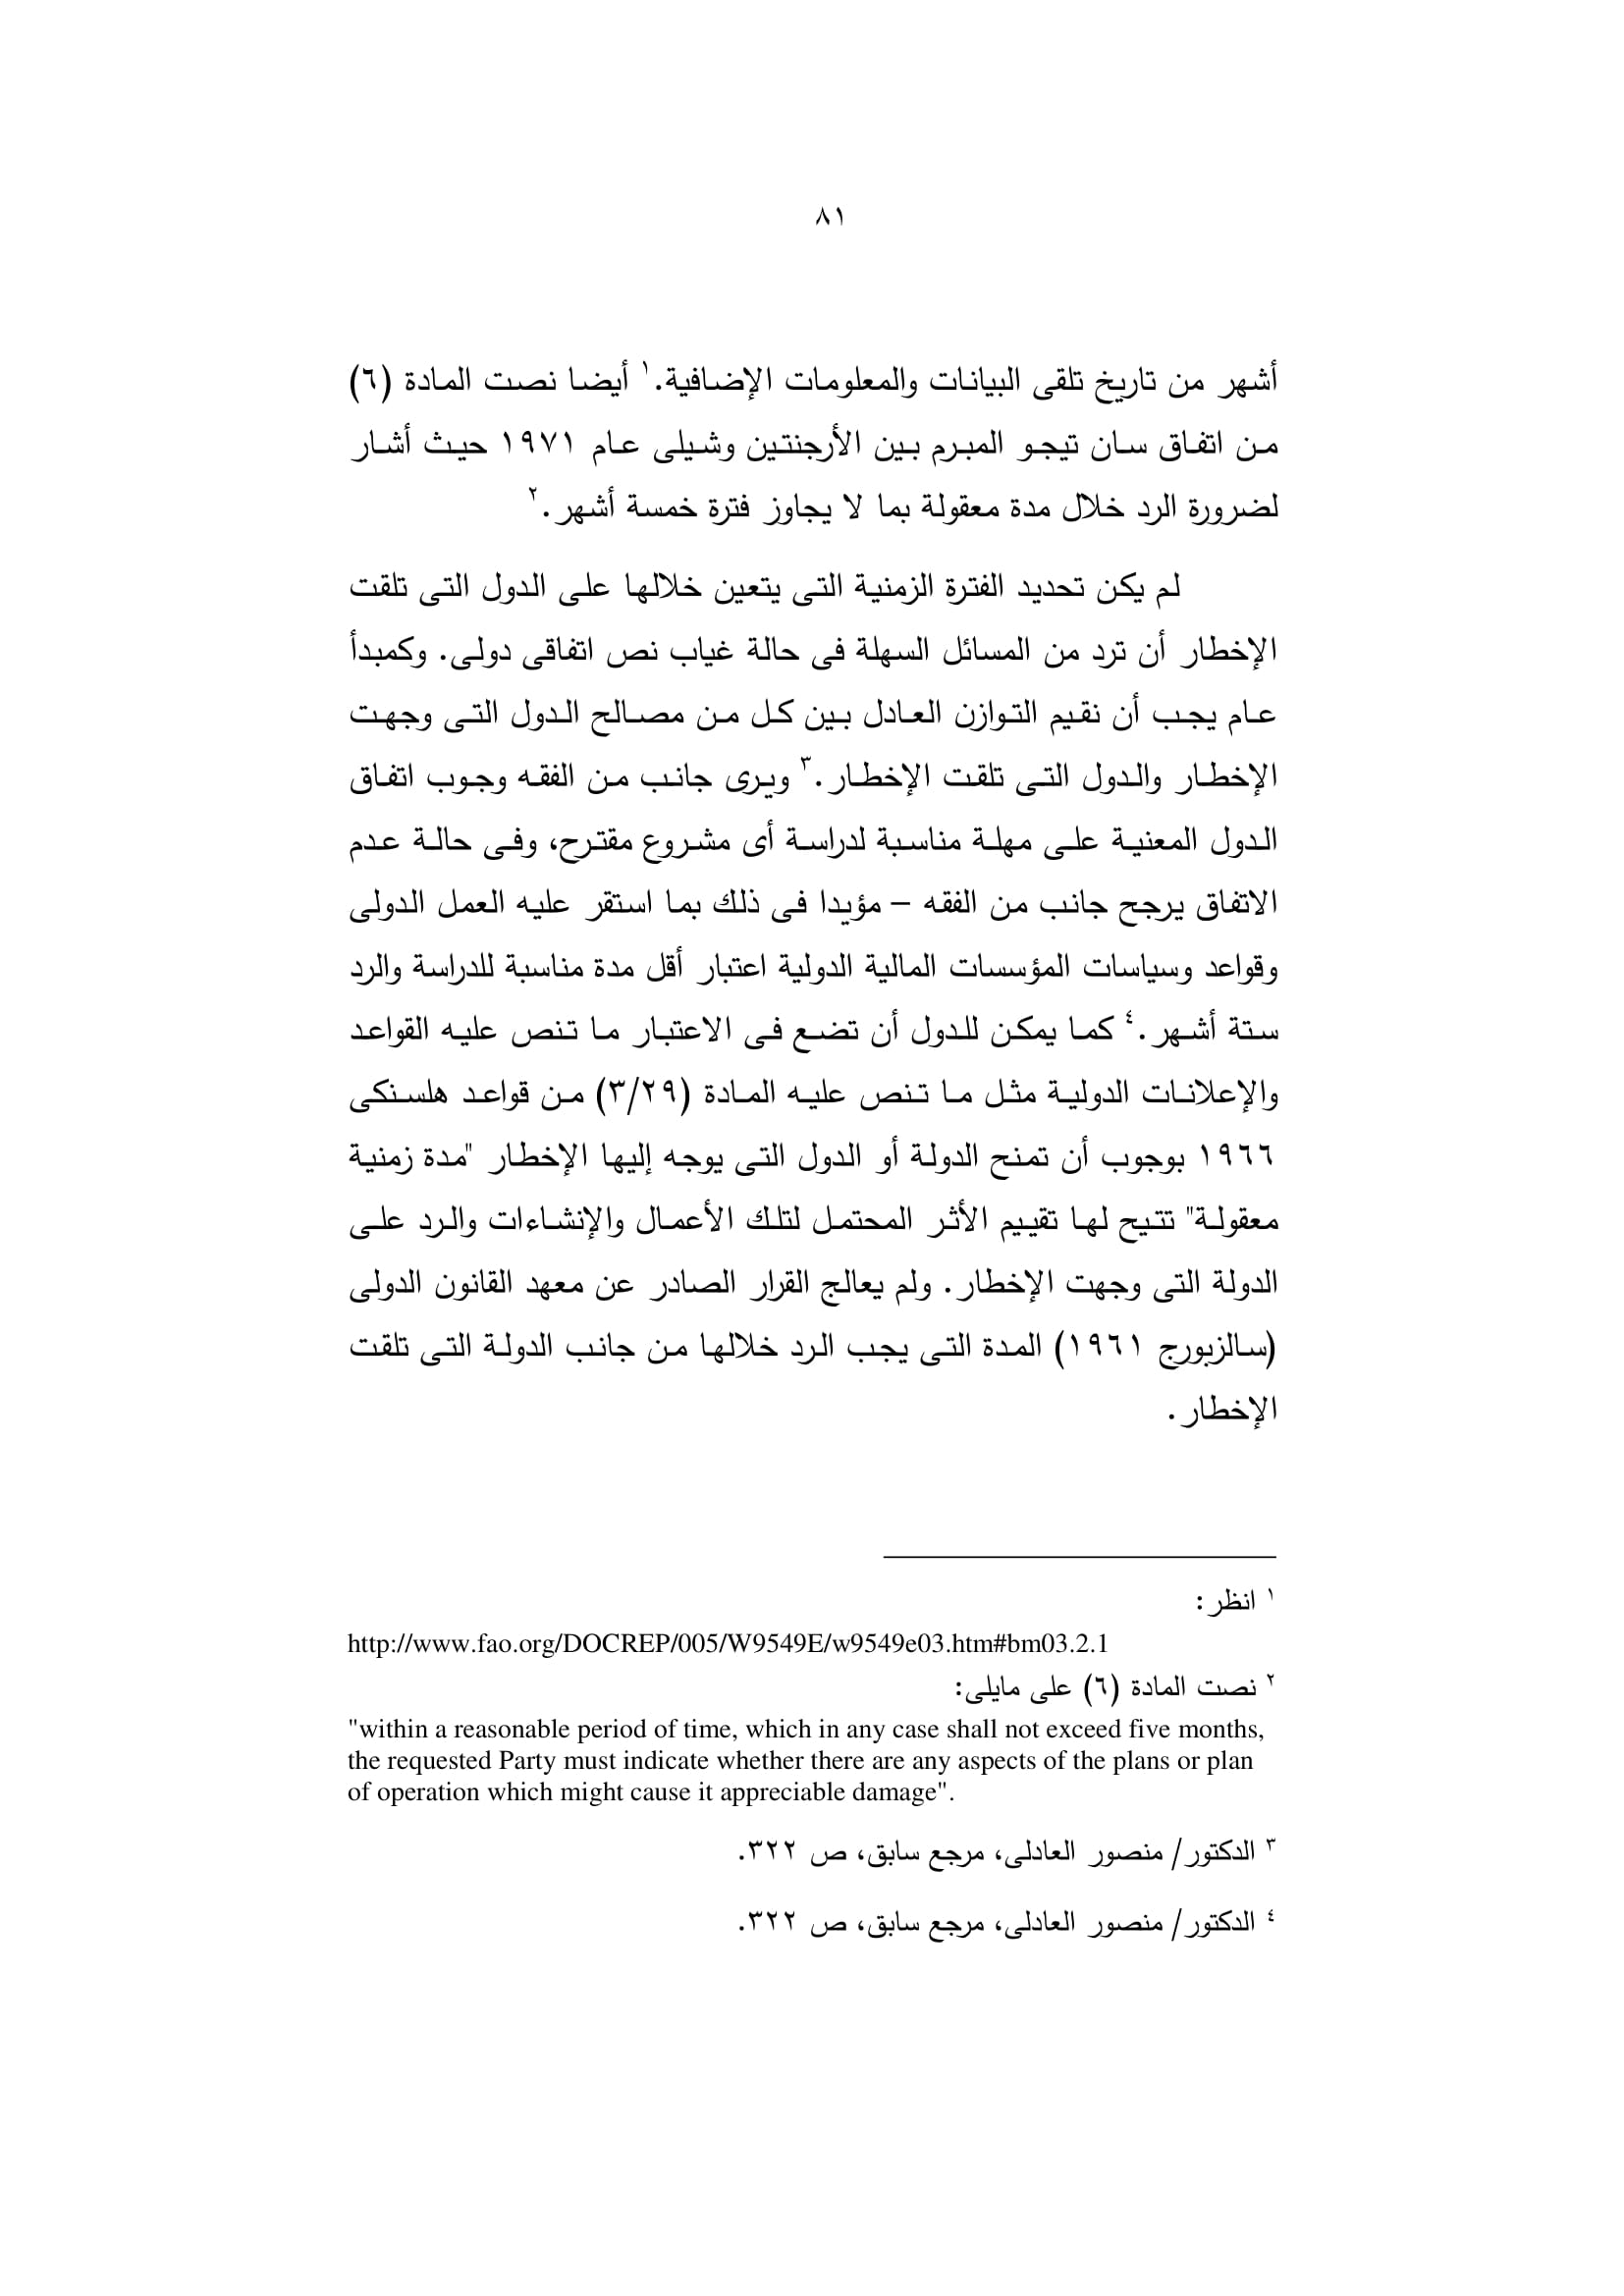 ٨١
أشهر من تاريخ تلقى البيانات والمعلومات الإضافية.١ أيضا نصت المادة (٦)
من اتفاق سان تيجو المبرم بين الأرجنتين وشيلى عام ١٩٧١ حيث أشار
لضرورة الرد خلال مدة معقولة بما لا يجاوز فترة خمسة أشهر.٢
لم يكن تحديد الفترة الزمنية التى يتعين خلالها على الدول التى تلقت
الإخطار أن ترد من المسائل السهلة فى حالة غياب نص اتفاقى دولى. وكمبدأ
عام يجب أن نقيم التوازن العادل بين كل من مصالح الدول التى وجهت
الإخطار والدول التى تلقت الإخطار.٣ ويرى جانب من الفقه وجوب اتفاق
الدول المعنية على مهلة مناسبة لدراسة أى مشروع مقترح، وفى حالة عدم
الاتفاق يرجح جانب من الفقه – مؤيدا فى ذلك بما استقر عليه العمل الدولى
وقواعد وسياسات المؤسسات المالية الدولية اعتبار أقل مدة مناسبة للدراسة والرد
ستة أشهر.٤ كما يمكن للدول أن تضع فى الاعتبار ما تنص عليه القواعد
والإعلانات الدولية مثل ما تنص عليه المادة (٣/٢٩) من قواعد هلسنكى
١٩٦٦ بوجوب أن تمنح الدولة أو الدول التى يوجه إليها الإخطار "مدة زمنية
معقولة" تتيح لها تقييم الأثر المحتمل لتلك الأعمال والإنشاءات والرد على
الدولة التى وجهت الإخطار. ولم يعالج القرار الصادر عن معهد القانون الدولى
(سالزبورج ١٩٦١) المدة التى يجب الرد خلالها من جانب الدولة التى تلقت
الإخطار.
١ انظر:
http://www.fao.org/DOCREP/005/W9549E/w9549e03.htm#bm03.2.1
٢ نصت المادة (٦) على مايلى:
"within a reasonable period of time, which in any case shall not exceed five months,
the requested Party must indicate whether there are any aspects of the plans or plan
of operation which might cause it appreciable damage".
٣ الدكتور/ منصور العادلى، مرجع سابق، ص ٣٢٢.
٤ الدكتور/ منصور العادلى، مرجع سابق، ص ٣٢٢.